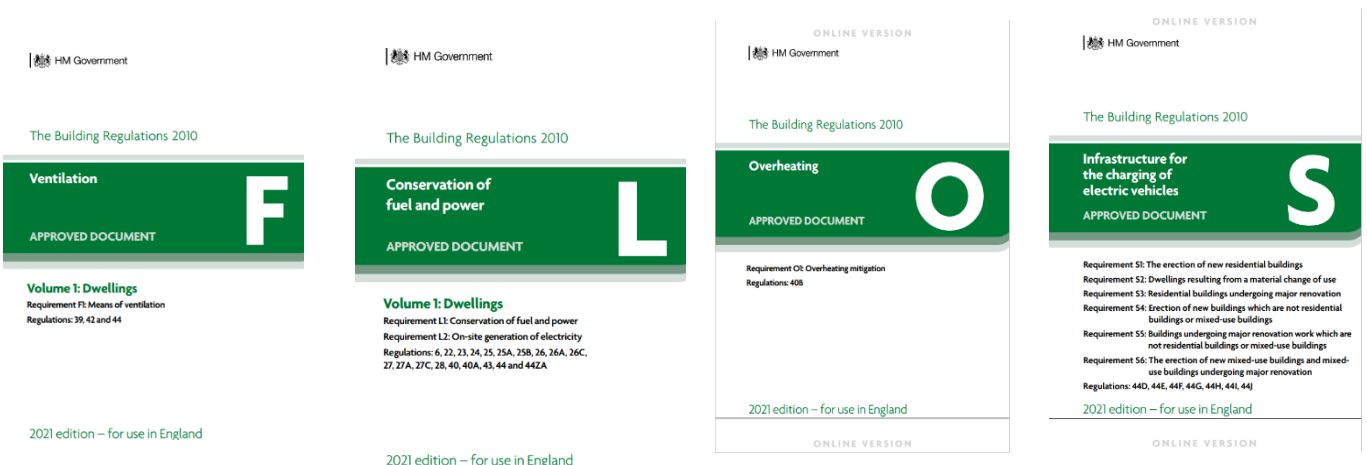 HM Government
The Building Regulations 2010
Ventilation
F
APPROVED DOCUMENT
Volume 1: Dwellings
Requirement F1: Means of ventilation
Regulations: 39, 42 and 44
2021 edition – for use in England
HM Government
The Building Regulations 2010
Conservation of
fuel and power
L
APPROVED DOCUMENT
Volume 1: Dwellings
Requirement L1: Conservation of fuel and power
Requirement L2: On-site generation of electricity
Regulations: 6, 22, 23, 24, 25, 25A, 25B, 26, 26A, 26C,
27, 27A, 27C, 28, 40, 40A, 43, 44 and 44ZA
2021 edition – for use in England
ONLINE VERSION
HM Government
The Building Regulations 2010
Overheating
O
APPROVED DOCUMENT
Requirement O1: Overheating mitigation
Regulations: 40B
2021 edition – for use in England
ONLINE VERSION
ONLINE VERSION
HM Government
The Building Regulations 2010
Infrastructure for
the charging of
electric vehicles
S
APPROVED DOCUMENT
Requirement S1: The erection of new residential buildings
Requirement S2: Dwellings resulting from a material change of use
Requirement S3: Residential buildings undergoing major renovation
Requirement S4: Erection of new buildings which are not residential
buildings or mixed-use buildings
Requirement S5: Buildings undergoing major renovation work which are
not residential buildings or mixed-use buildings
Requirement S6: The erection of new mixed-use buildings and mixed-
use buildings undergoing major renovation
Regulations: 44D, 44E, 44F, 44G, 44H, 44I, 44J
2021 edition – for use in England
ONLINE VERSION